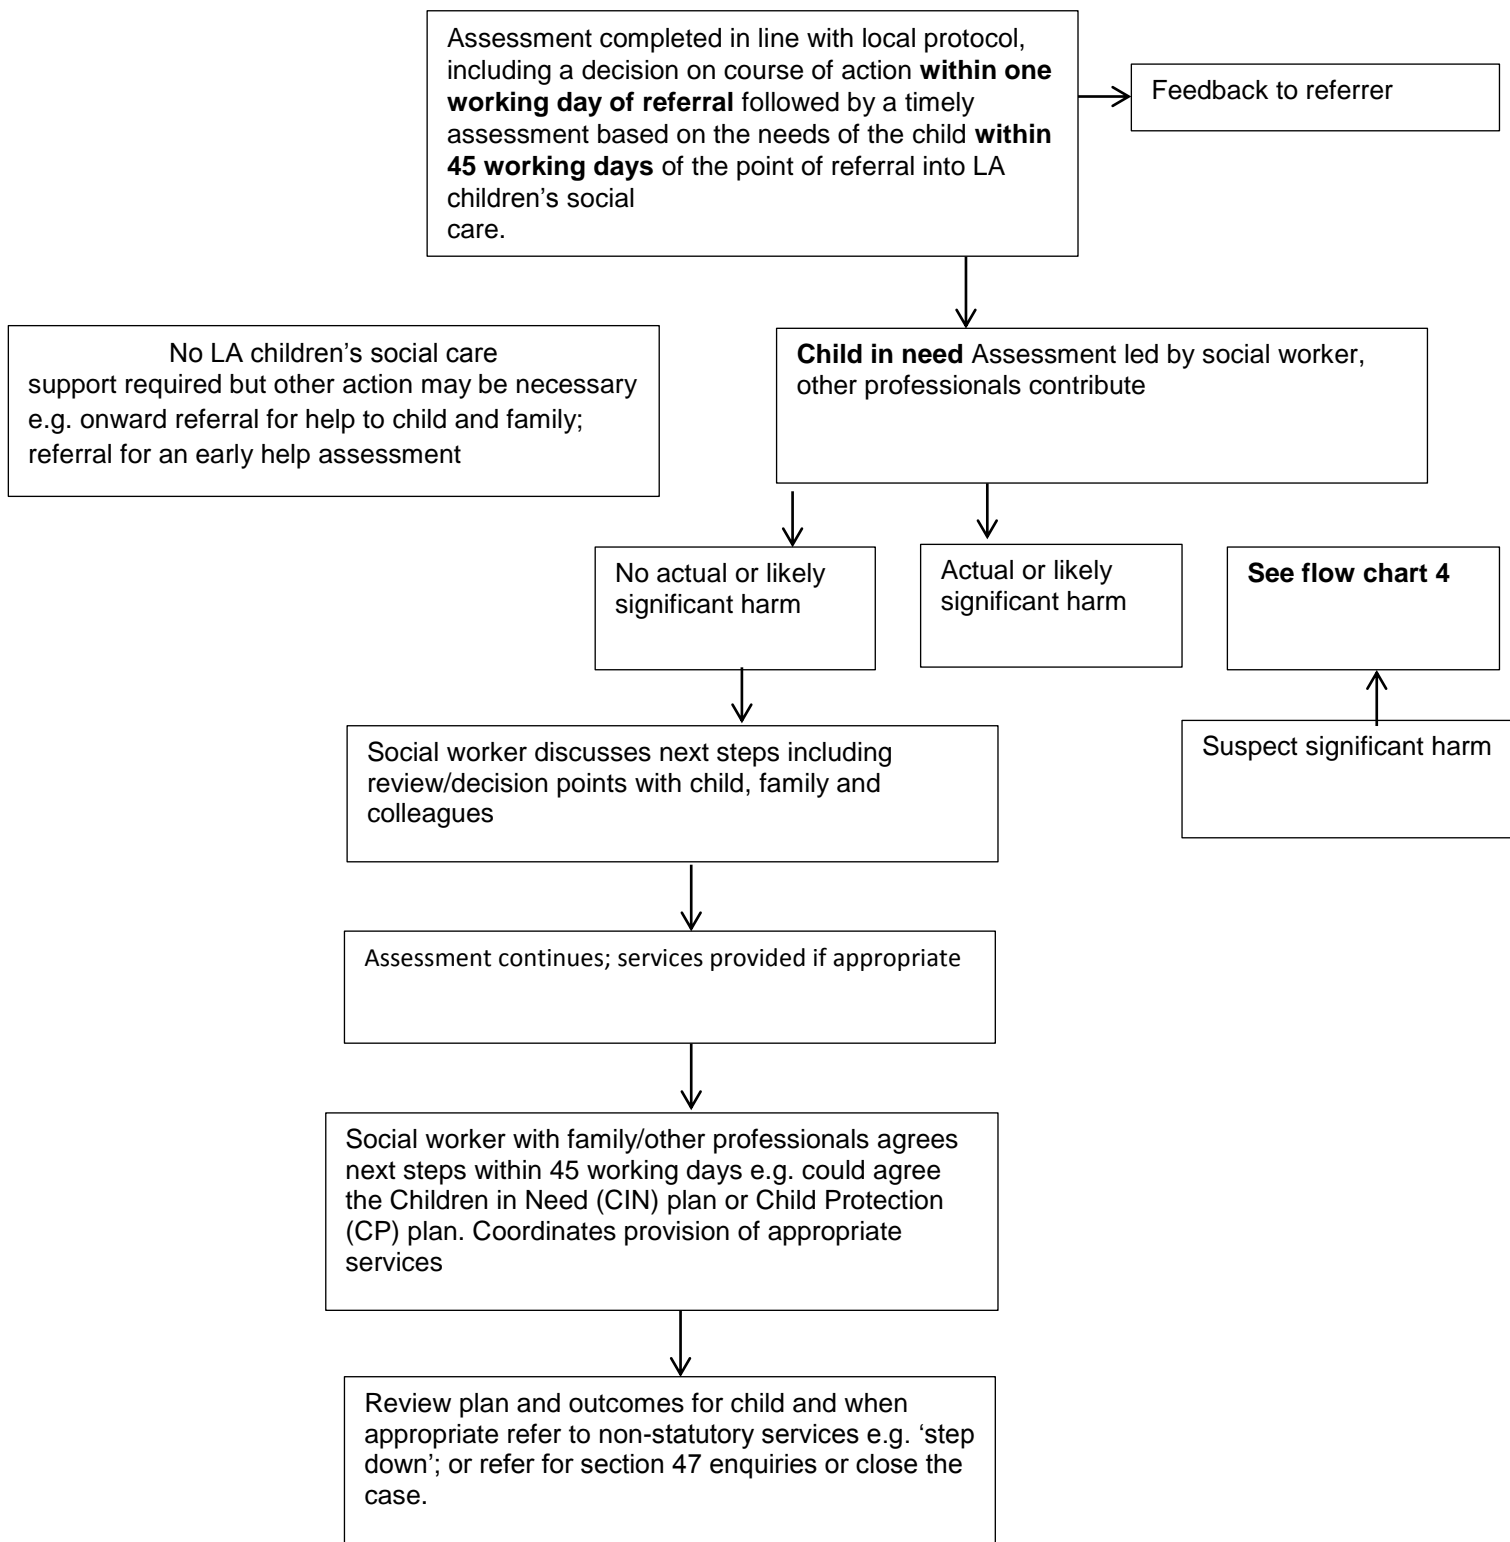 Assessment completed in line with local protocol,
including a decision on course of action within one
working day of referral followed by a timely
assessment based on the needs of the child within
45 working days of the point of referral into LA
children’s social
care.
Feedback to referrer
No LA children’s social care
support required but other action may be necessary
e.g. onward referral for help to child and family;
referral for an early help assessment
Child in need Assessment led by social worker,
other professionals contribute
No actual or likely
significant harm
Actual or likely
significant harm
See flow chart 4
Suspect significant harm
Social worker discusses next steps including
review/decision points with child, family and
colleagues
Assessment continues; services provided if appropriate
Social worker with family/other professionals agrees
next steps within 45 working days e.g. could agree
the Children in Need (CIN) plan or Child Protection
(CP) plan. Coordinates provision of appropriate
services
Review plan and outcomes for child and when
appropriate refer to non-statutory services e.g. ‘step
down’; or refer for section 47 enquiries or close the
case.